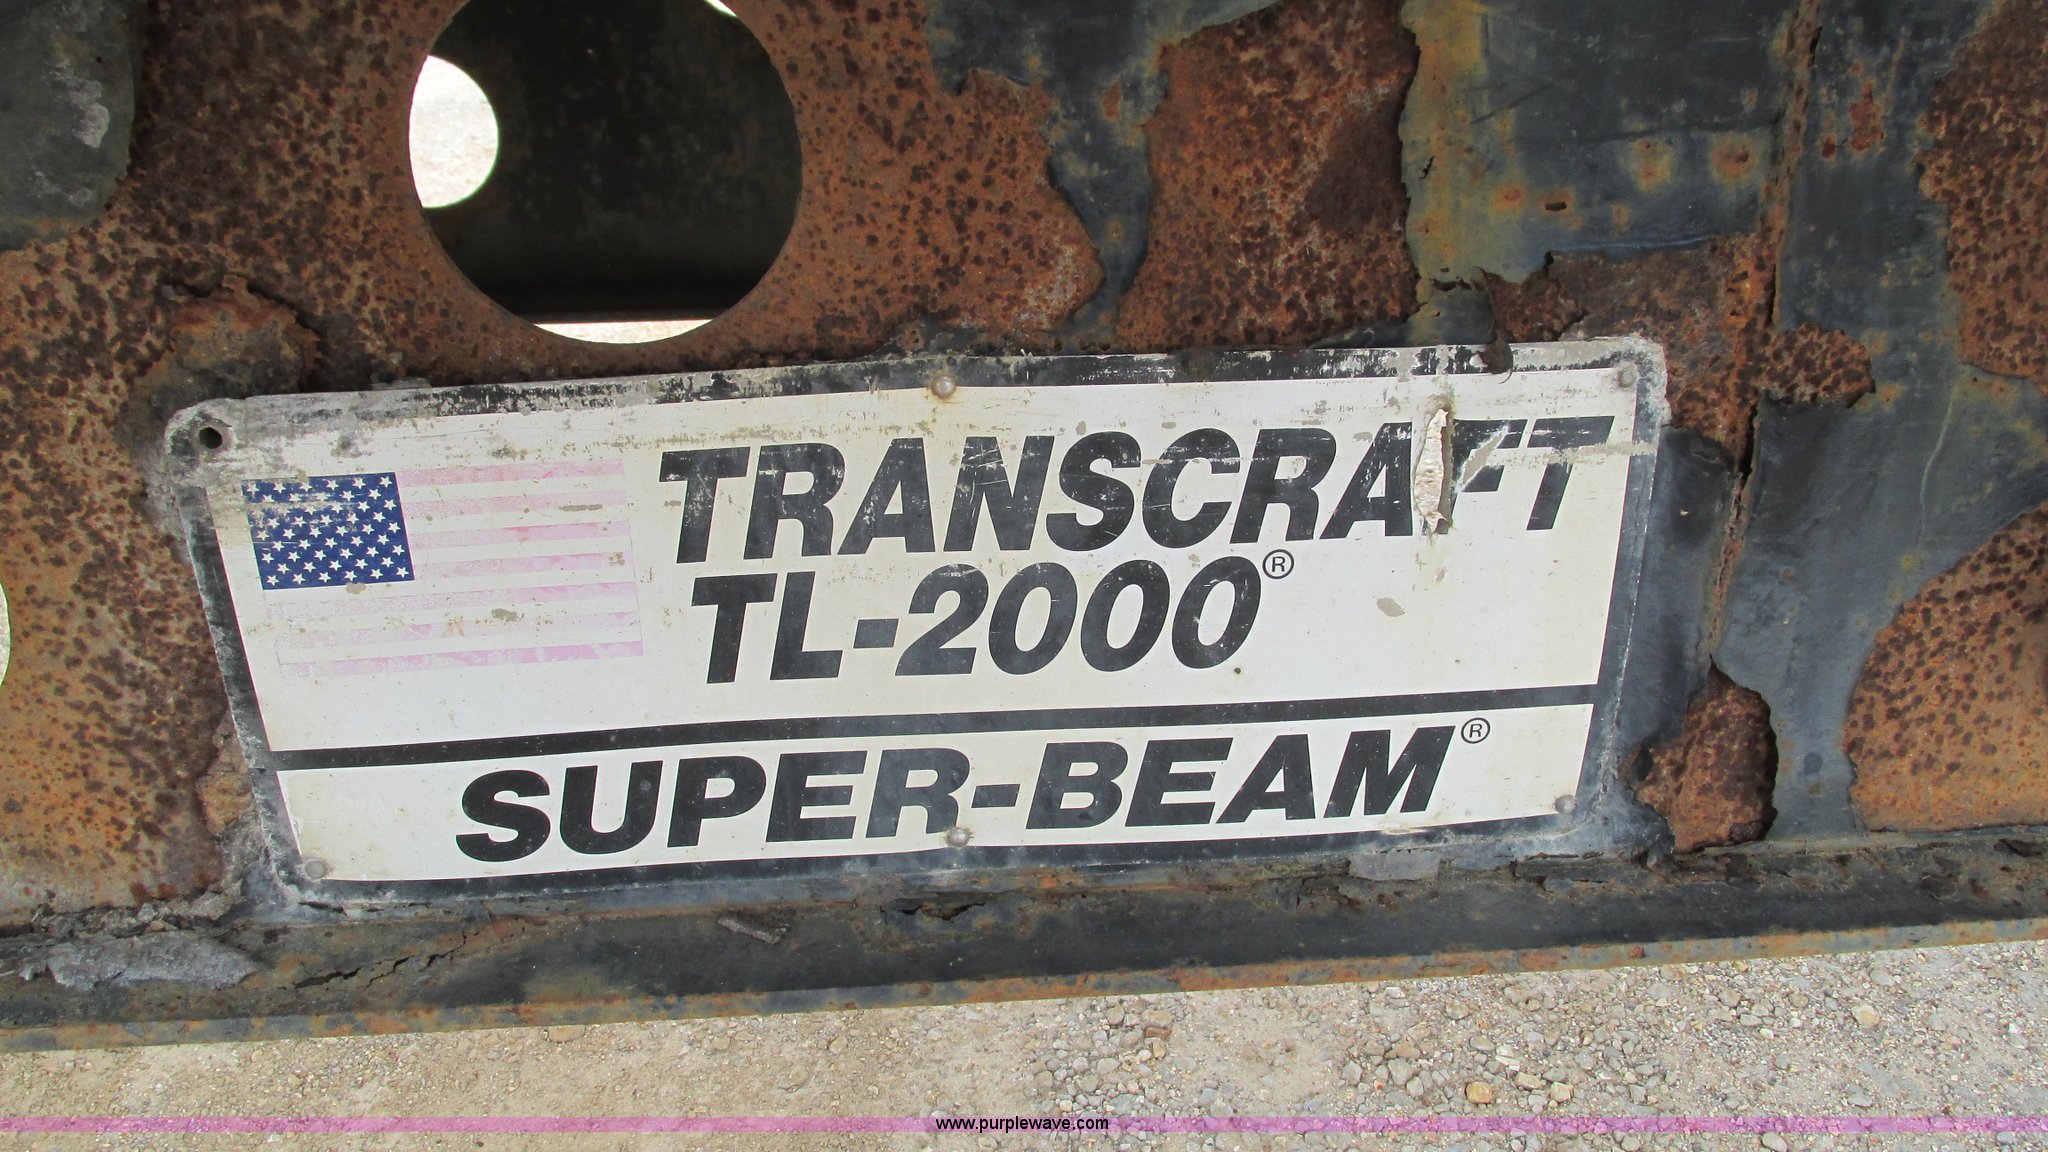 TRANSCRAFT
TL-2000®
SUPER-BEAM®
www.purplewave.com